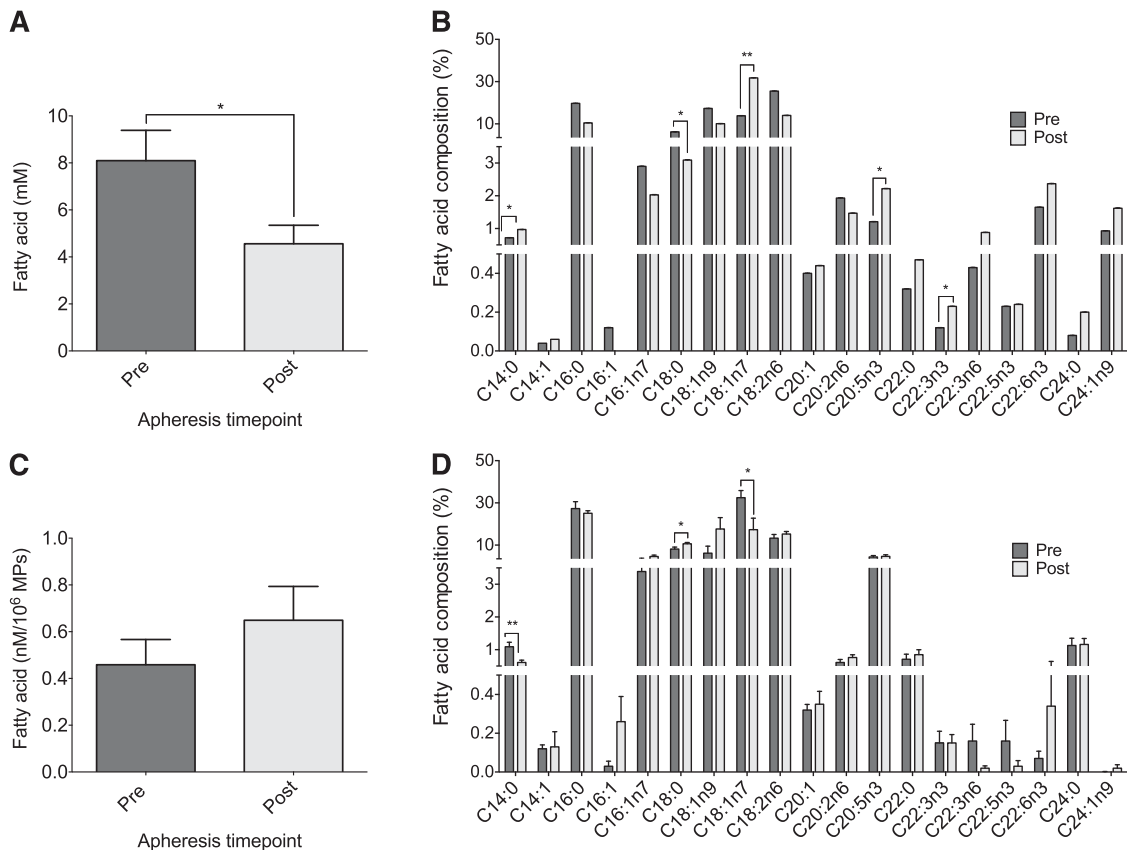 A
Fatty acid (mM)
10
8
6
4
2
0
*
Pre
Post
Apheresis timepoint
B
Fatty acid composition (%)
50
30
10
3
2
1
0.4
0.2
0.0
*
*
**
*
*
Pre
Post
C14:0
C14:1
C16:0
C16:1
C16:1n7
C18:0
C18:1n9
C18:1n7
C18:2n6
C20:1
C20:2n6
C20:5n3
C22:0
C22:3n3
C22:3n6
C22:5n3
C22:6n3
C24:0
C24:1n9
C
Fatty acid (nM/10⁶ MPs)
1.0
0.8
0.6
0.4
0.2
0.0
Pre
Post
Apheresis timepoint
D
Fatty acid composition (%)
50
30
10
3
2
1
0.4
0.2
0.0
**
*
*
Pre
Post
C14:0
C14:1
C16:0
C16:1
C16:1n7
C18:0
C18:1n9
C18:1n7
C18:2n6
C20:1
C20:2n6
C20:5n3
C22:0
C22:3n3
C22:3n6
C22:5n3
C22:6n3
C24:0
C24:1n9